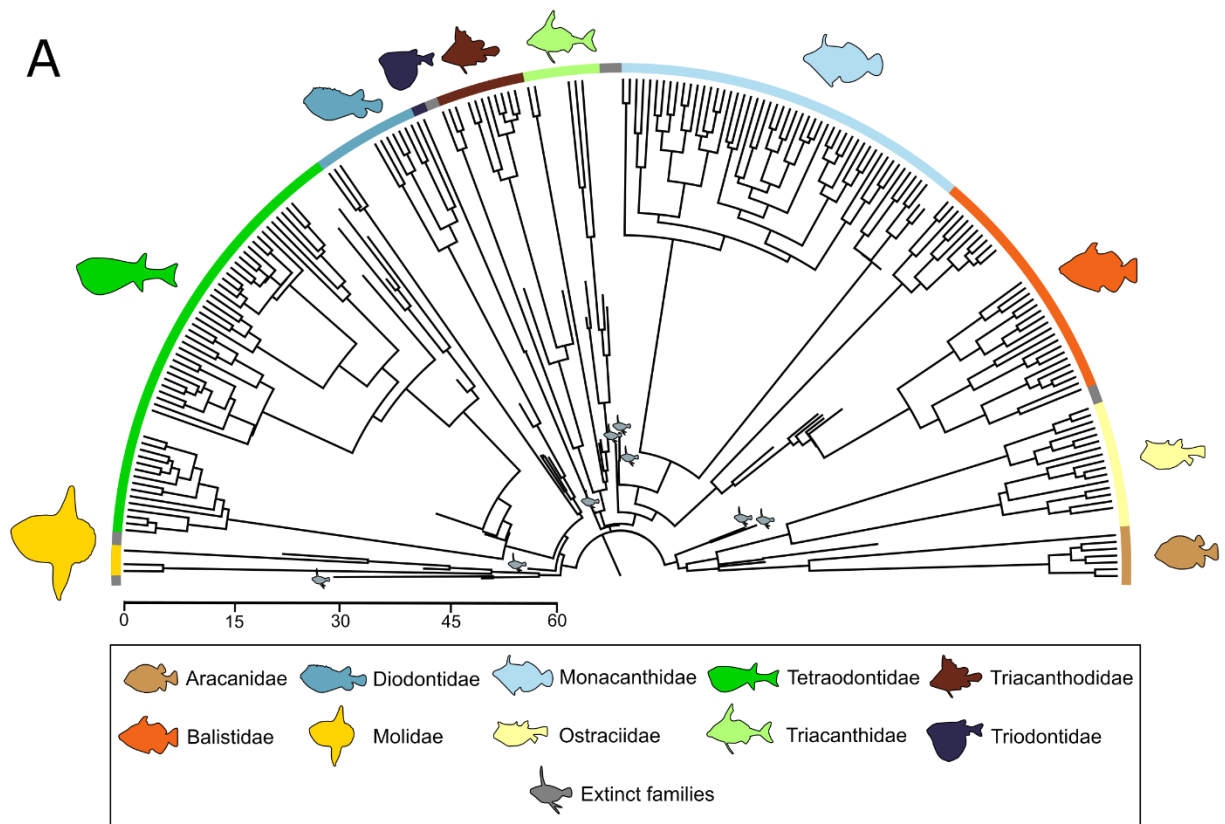 A
0 15 30 45 60
Aracanidae Diodontidae Monacanthidae Tetraodontidae Triacanthodidae
Balistidae Molidae Ostraciidae Triacanthidae Triodontidae
Extinct families